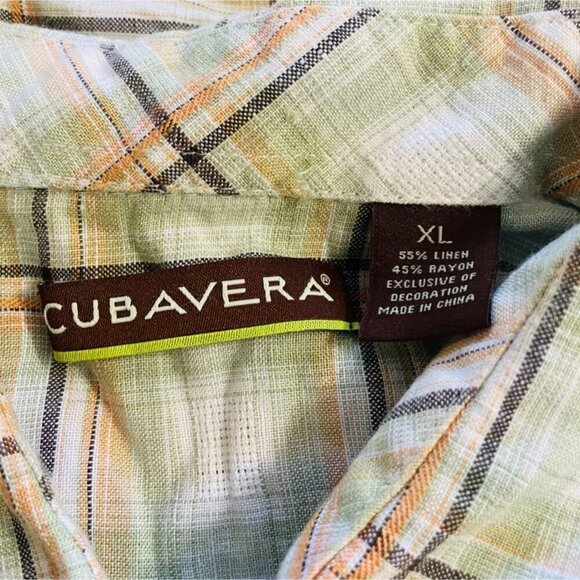 CUBAVERA®
XL
55% LINEN
45% RAYON
EXCLUSIVE OF
DECORATION
MADE IN CHINA